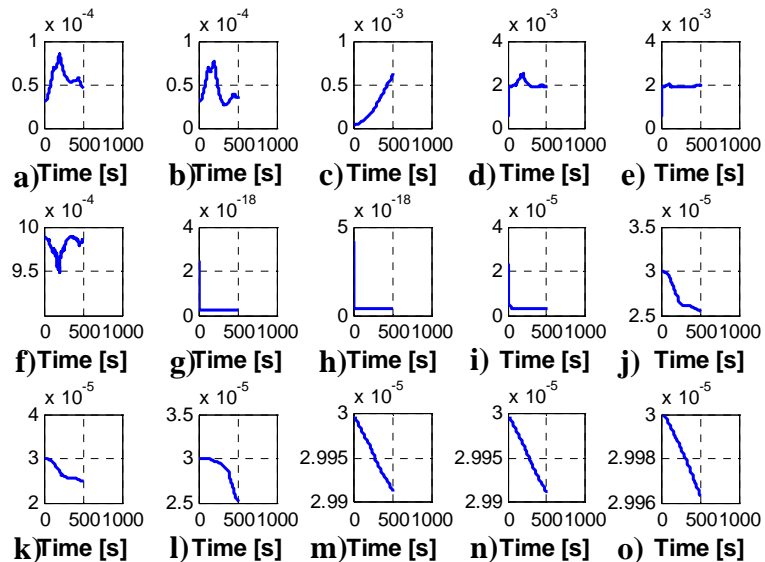 x 10-4 x 10-4 x 10-3 x 10-3 x 10-3
1 1 1 4 4
0.5 0.5 0.5 2 2
0 0 0 0 0
0 5001000 0 5001000 0 5001000 0 5001000 0 5001000
a)Time [s] b)Time [s] c) Time [s] d) Time [s] e) Time [s]
x 10-4 x 10-18 x 10-18 x 10-5 x 10-5
10 4 5 4 3.5
9.5 2 2 3
0 0 0 2.5
0 5001000 0 5001000 0 5001000 0 5001000 0 5001000
f)Time [s] g)Time [s] h)Time [s] i) Time [s] j) Time [s]
x 10-5 x 10-5 x 10-5 x 10-5 x 10-5
4 3.5 3 3 3
3 3 2.995 2.995 2.998
2 2.5 2.99 2.99 2.996
0 5001000 0 5001000 0 5001000 0 5001000 0 5001000
k)Time [s] l) Time [s] m)Time [s] n)Time [s] o)Time [s]